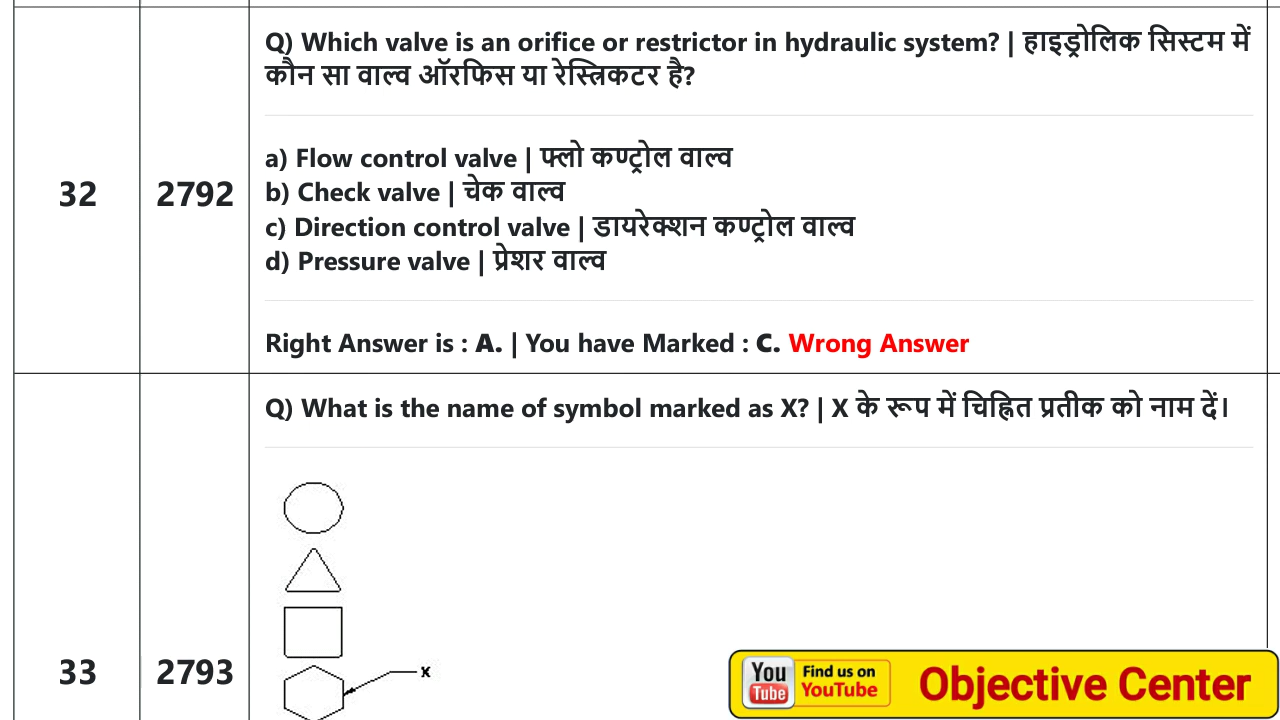 Q) Which valve is an orifice or restrictor in hydraulic system? | हाइड्रोलिक सिस्टम में
कौन सा वाल्व ऑरफिस या रेस्त्रिकटर है?
32
2792
a) Flow control valve | फ्लो कण्ट्रोल वाल्व
b) Check valve | चेक वाल्व
c) Direction control valve | डायरेक्शन कण्ट्रोल वाल्व
d) Pressure valve | प्रेशर वाल्व
Right Answer is : A. | You have Marked : C. Wrong Answer
Q) What is the name of symbol marked as X? | X के रूप में चिह्नित प्रतीक को नाम दें।
33
2793
X
You
Tube
Find us on
YouTube
Objective Center